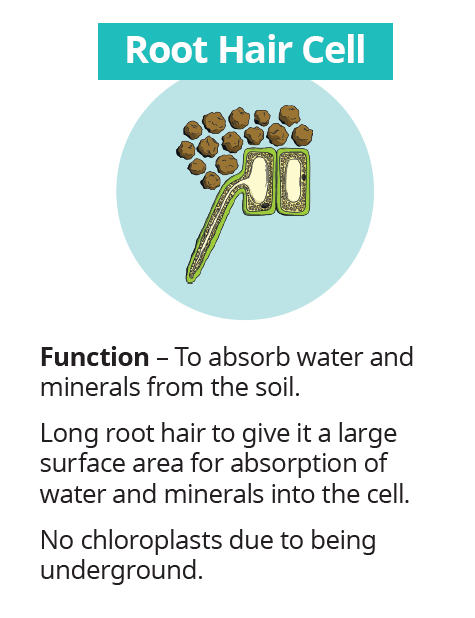 Root Hair Cell
Function – To absorb water and
minerals from the soil.
Long root hair to give it a large
surface area for absorption of
water and minerals into the cell.
No chloroplasts due to being
underground.